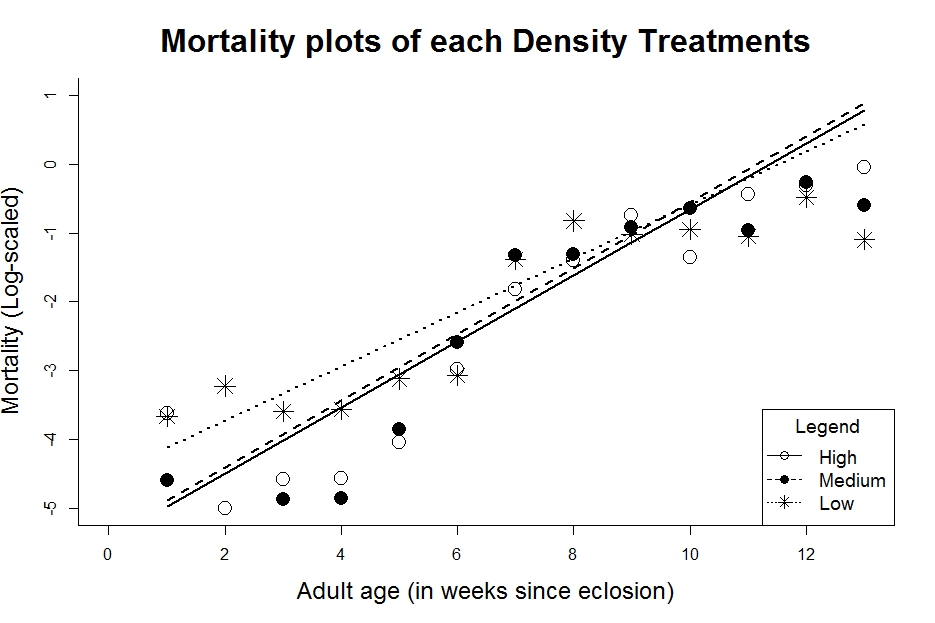 Mortality plots of each Density Treatments
Mortality (Log-scaled)
1
0
-1
-2
-3
-4
-5
Legend
High
Medium
Low
0 2 4 6 8 10 12
Adult age (in weeks since eclosion)